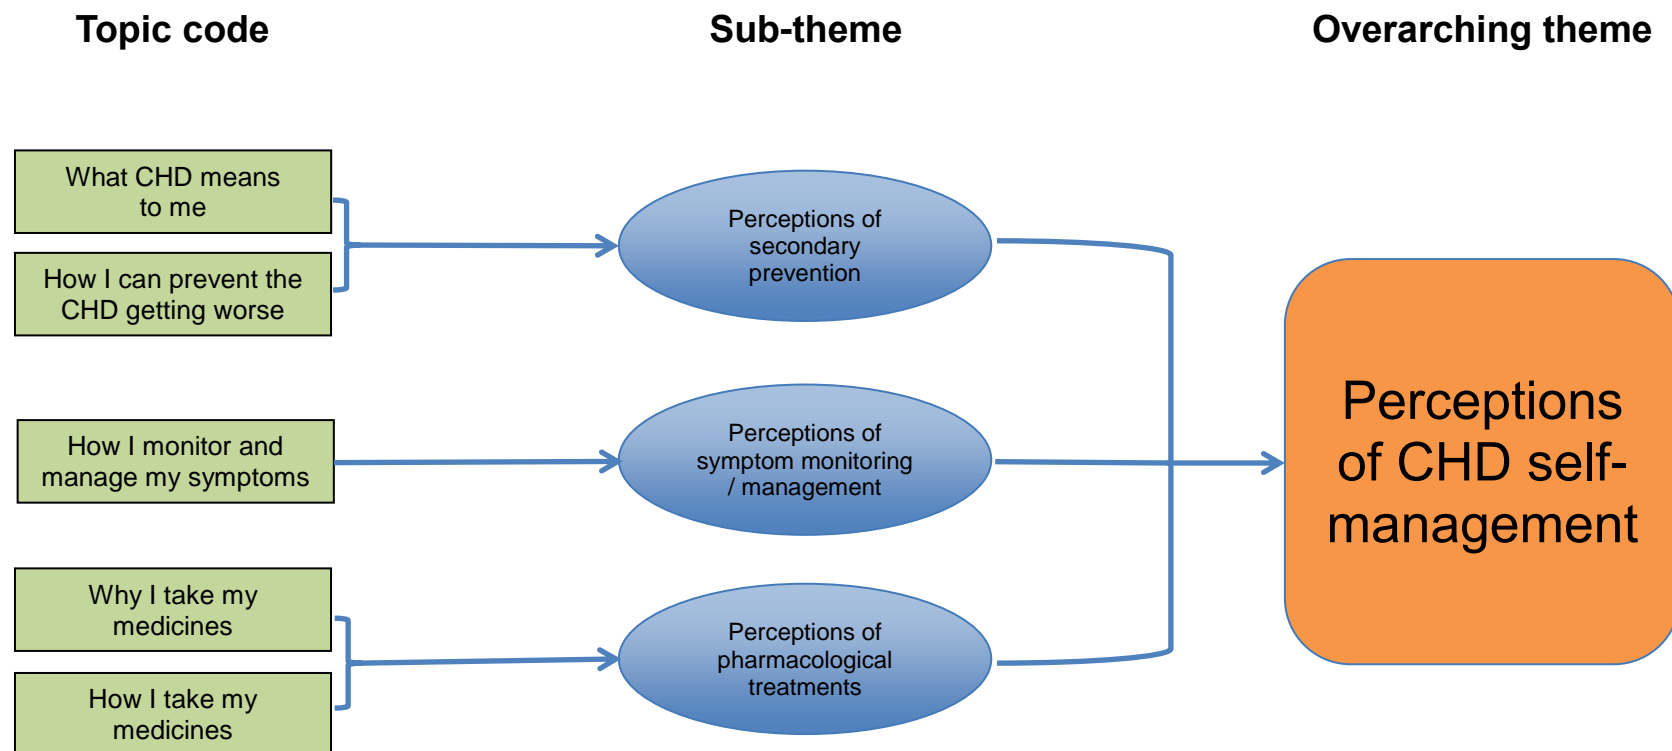 Topic code
Sub-theme
Overarching theme
What CHD means
to me
How I can prevent the
CHD getting worse
How I monitor and
manage my symptoms
Why I take my
medicines
How I take my
medicines
Perceptions of
secondary
prevention
Perceptions of
symptom monitoring
/ management
Perceptions of
pharmacological
treatments
Perceptions
of CHD self-
management